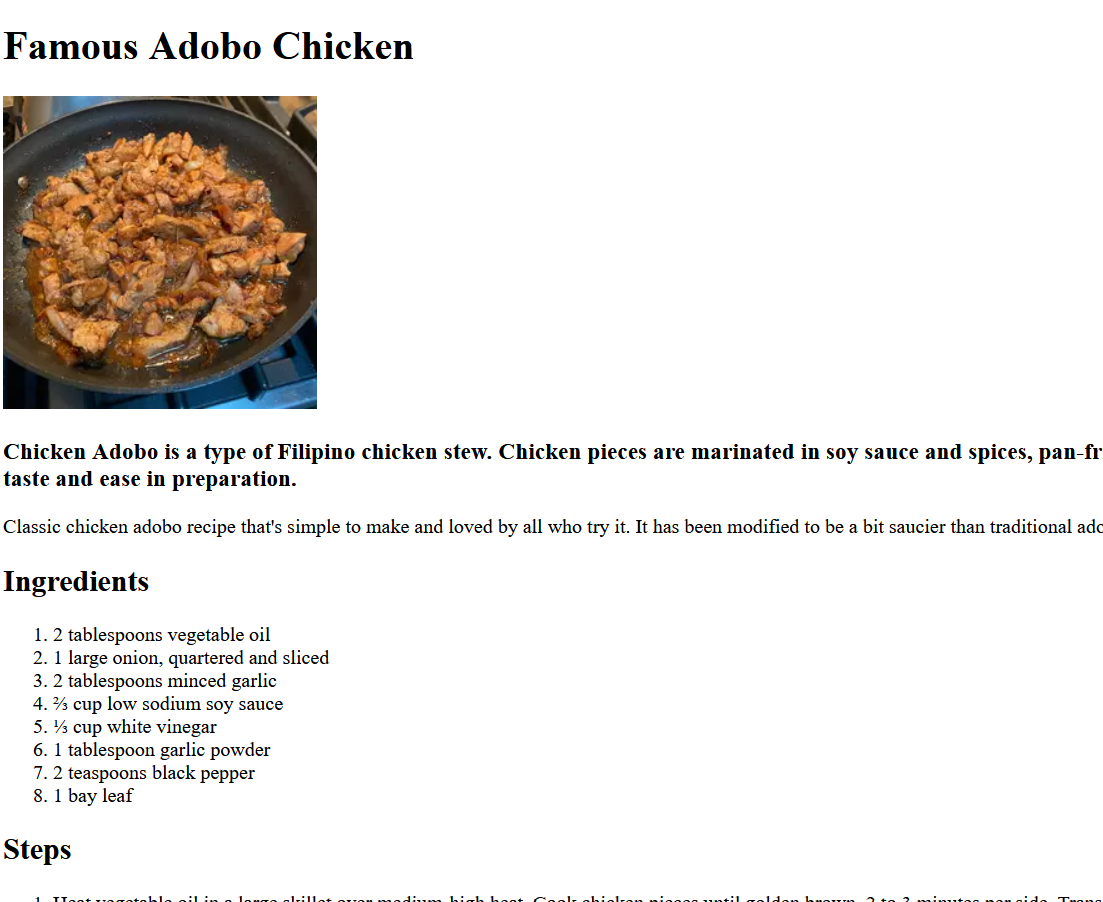 Famous Adobo Chicken
Chicken Adobo is a type of Filipino chicken stew. Chicken pieces are marinated in soy sauce and spices, pan-fr
taste and ease in preparation.
Classic chicken adobo recipe that's simple to make and loved by all who try it. It has been modified to be a bit saucier than traditional ado
Ingredients
1. 2 tablespoons vegetable oil
2. 1 large onion, quartered and sliced
3. 2 tablespoons minced garlic
4. ⅔ cup low sodium soy sauce
5. ⅓ cup white vinegar
6. 1 tablespoon garlic powder
7. 2 teaspoons black pepper
8. 1 bay leaf
Steps
1. Heat vegetable oil in a large skillet over medium-high heat. Cook chicken pieces until golden brown, 2 to 3 minutes per side. Trans